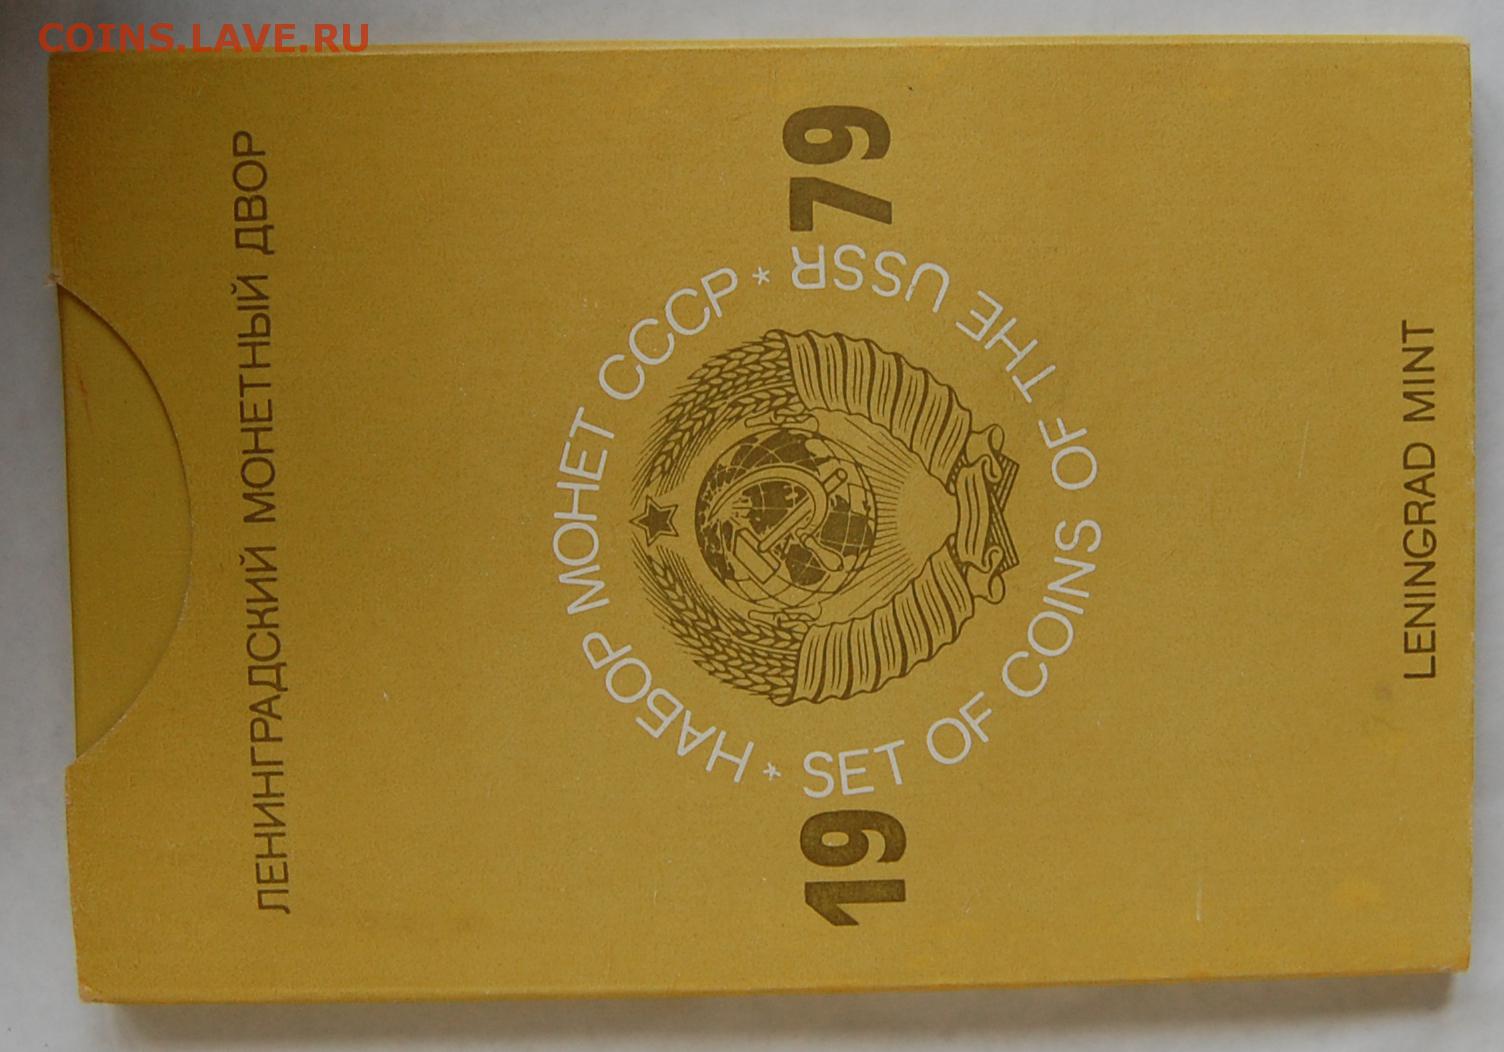 COINS.LAVE.RU
ЛЕНИНГРАДСКИЙ МОНЕТНЫЙ ДВОР
НАБОР МОНЕТ СССР *
19 79
* SET OF COINS OF THE USSR
LENINGRAD MINT